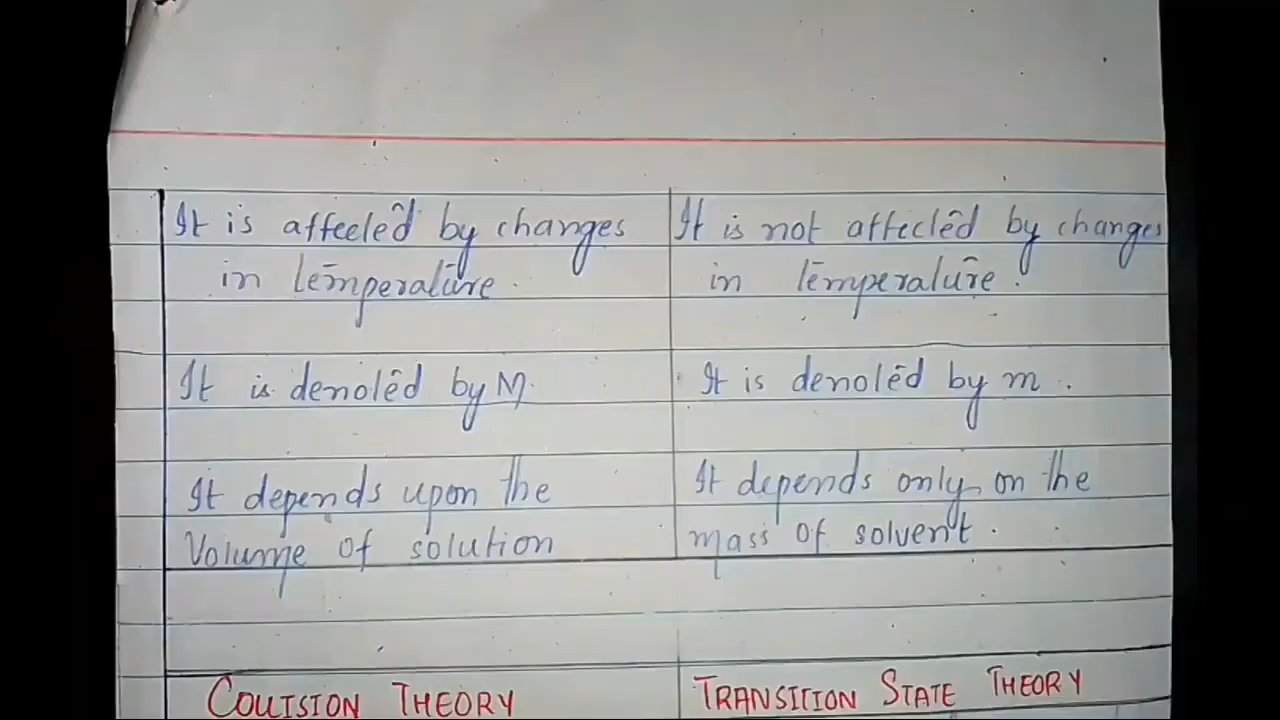 It is affected by changes
in temperature.
It is not affected by changes
in temperature.
It is denoted by M.
It is denoted by m.
It depends upon the
Volume of solution
It depends only on the
mass of solvent.
COLLISION THEORY
TRANSITION STATE THEORY